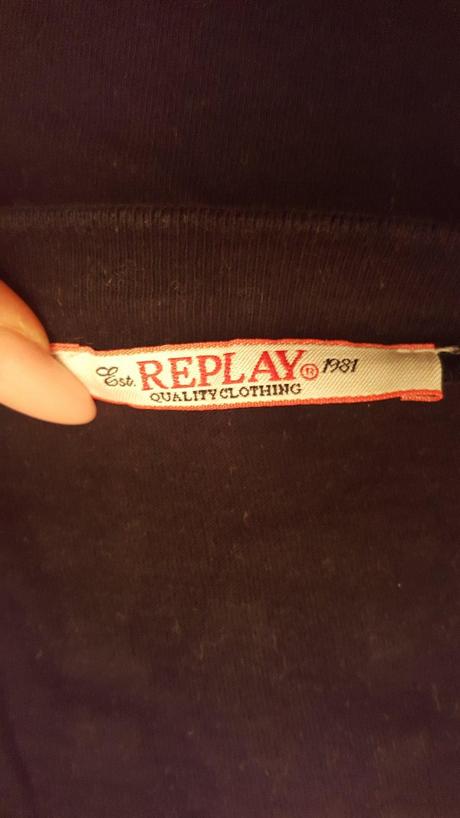 Est. REPLAY® 1981
QUALITY CLOTHING